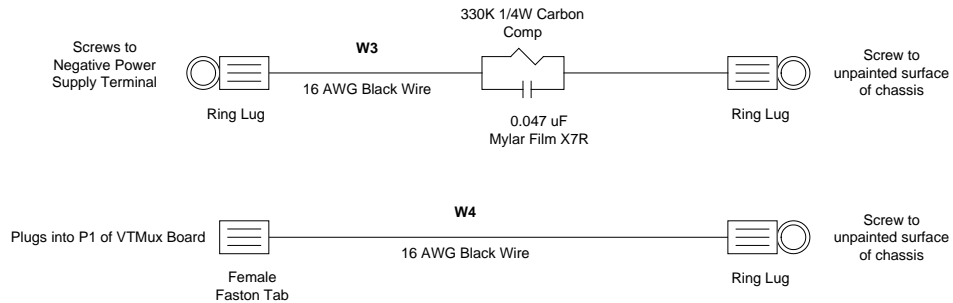 330K 1/4W Carbon
Comp
Screws to
Negative Power
Supply Terminal
W3
Screw to
unpainted surface
of chassis
16 AWG Black Wire
Ring Lug
0.047 uF
Mylar Film X7R
Ring Lug
W4
Plugs into P1 of VTMux Board
Screw to
unpainted surface
of chassis
16 AWG Black Wire
Female
Faston Tab
Ring Lug